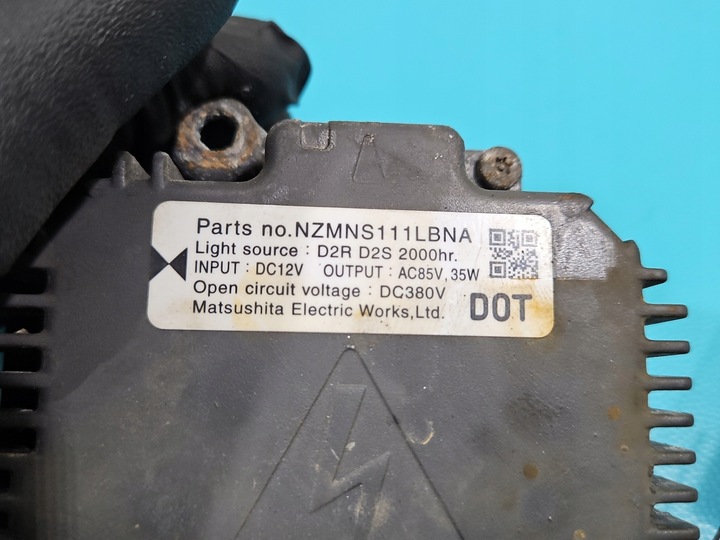 Parts no.NZMNS111LBNA
Light source : D2R D2S 2000hr.
INPUT : DC12V OUTPUT : AC85V, 35W
Open circuit voltage : DC380V
Matsushita Electric Works,Ltd.
DOT